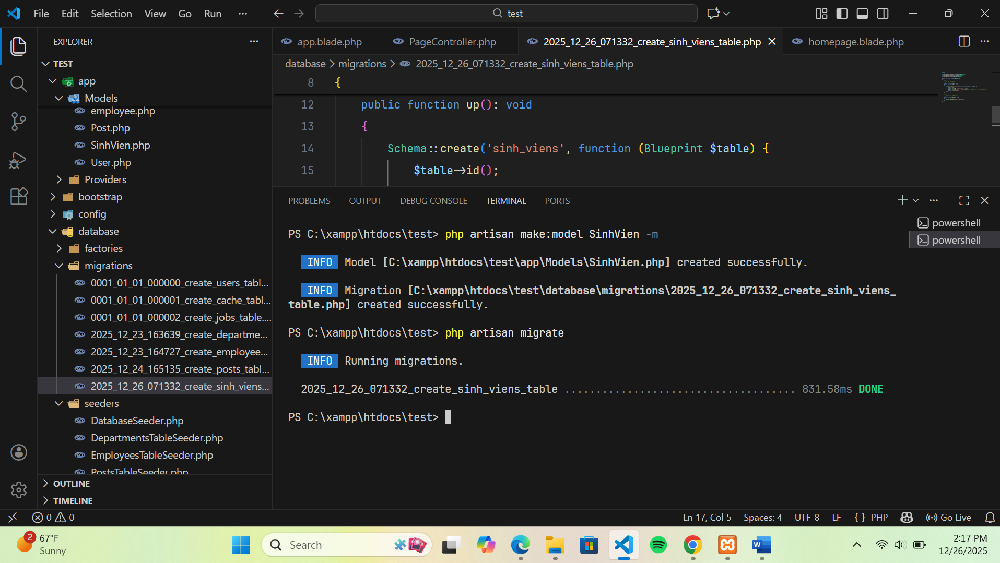 File Edit Selection View Go Run ...
test
EXPLORER ...
TEST
app
Models
employee.php
Post.php
SinhVien.php
User.php
Providers
bootstrap
config
database
factories
migrations
0001_01_01_000000_create_users_tabl...
0001_01_01_000001_create_cache_tabl...
0001_01_01_000002_create_jobs_table....
2025_12_23_163639_create_departme...
2025_12_23_164727_create_employee...
2025_12_24_165135_create_posts_tabl...
2025_12_26_071332_create_sinh_viens...
seeders
DatabaseSeeder.php
DepartmentsTableSeeder.php
EmployeesTableSeeder.php
PostsTableSeeder.php
OUTLINE
TIMELINE
app.blade.php PageController.php 2025_12_26_071332_create_sinh_viens_table.php homepage.blade.php
database > migrations > 2025_12_26_071332_create_sinh_viens_table.php
8 {
12 public function up(): void
13 {
14 Schema::create('sinh_viens', function (Blueprint $table) {
15 $table->id();
PROBLEMS OUTPUT DEBUG CONSOLE TERMINAL PORTS
powershell
powershell
PS C:\xampp\htdocs\test> php artisan make:model SinhVien -m
INFO Model [C:\xampp\htdocs\test\app\Models\SinhVien.php] created successfully.
INFO Migration [C:\xampp\htdocs\test\database\migrations\2025_12_26_071332_create_sinh_viens_
table.php] created successfully.
PS C:\xampp\htdocs\test> php artisan migrate
INFO Running migrations.
2025_12_26_071332_create_sinh_viens_table ..................................... 831.58ms DONE
PS C:\xampp\htdocs\test>
0 0
Ln 17, Col 5 Spaces: 4 UTF-8 LF { } PHP Go Live
2 67°F
Sunny
Search
W
2:17 PM
12/26/2025